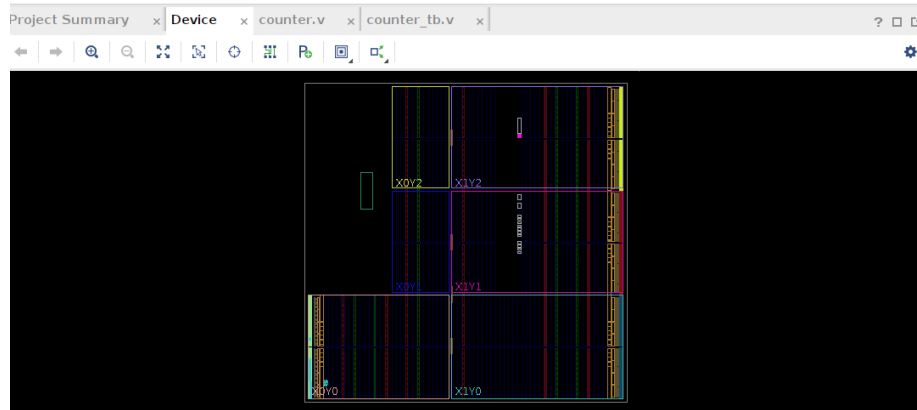 Project Summary × Device × counter.v × counter_tb.v ×
X0Y2 X1Y2
X0Y1 X1Y1
X0Y0 X1Y0